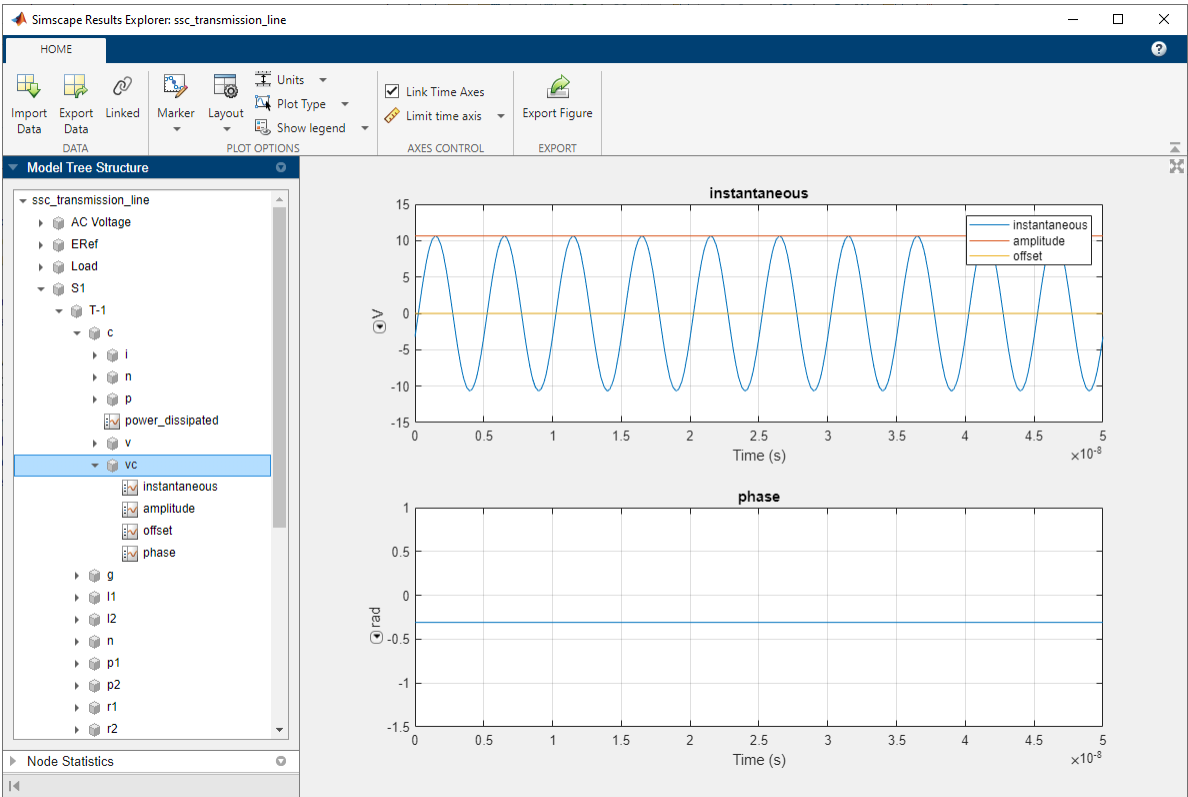 Simscape Results Explorer: ssc_transmission_line
HOME
Import Data
Export Data
Linked
Marker
Layout
Units
Plot Type
Show legend
Link Time Axes
Limit time axis
Export Figure
DATA
PLOT OPTIONS
AXES CONTROL
EXPORT
Model Tree Structure
ssc_transmission_line
AC Voltage
ERef
Load
S1
T-1
c
i
n
p
power_dissipated
v
vc
instantaneous
amplitude
offset
phase
g
l1
l2
n
p1
p2
r1
r2
Node Statistics
instantaneous
15
10
5
0
-5
-10
-15
V
instantaneous
amplitude
offset
0 0.5 1 1.5 2 2.5 3 3.5 4 4.5 5
Time (s)
×10⁻⁸
phase
1
0.5
0
-0.5
-1
-1.5
rad
0 0.5 1 1.5 2 2.5 3 3.5 4 4.5 5
Time (s)
×10⁻⁸